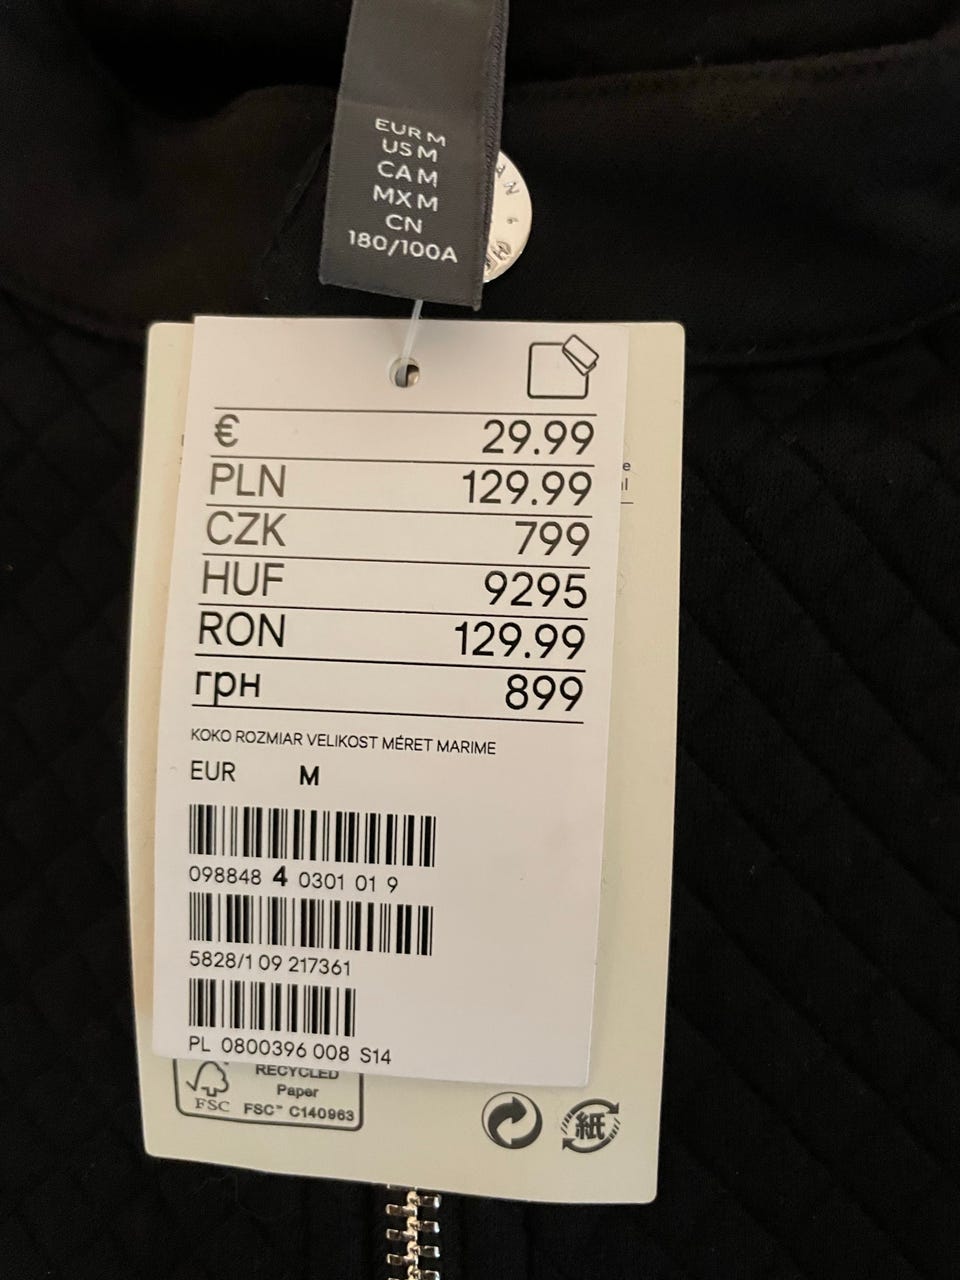 EUR M
US M
CA M
MX M
CN
180/100A
€ 29.99
PLN 129.99
CZK 799
HUF 9295
RON 129.99
грн 899
KOKO ROZMIAR VELIKOST MÉRET MARIME
EUR M
098848 4 0301 01 9
5828/1 09 217361
PL 0800396 008 S14
RECYCLED
Paper
FSC FSC™ C140963
紙